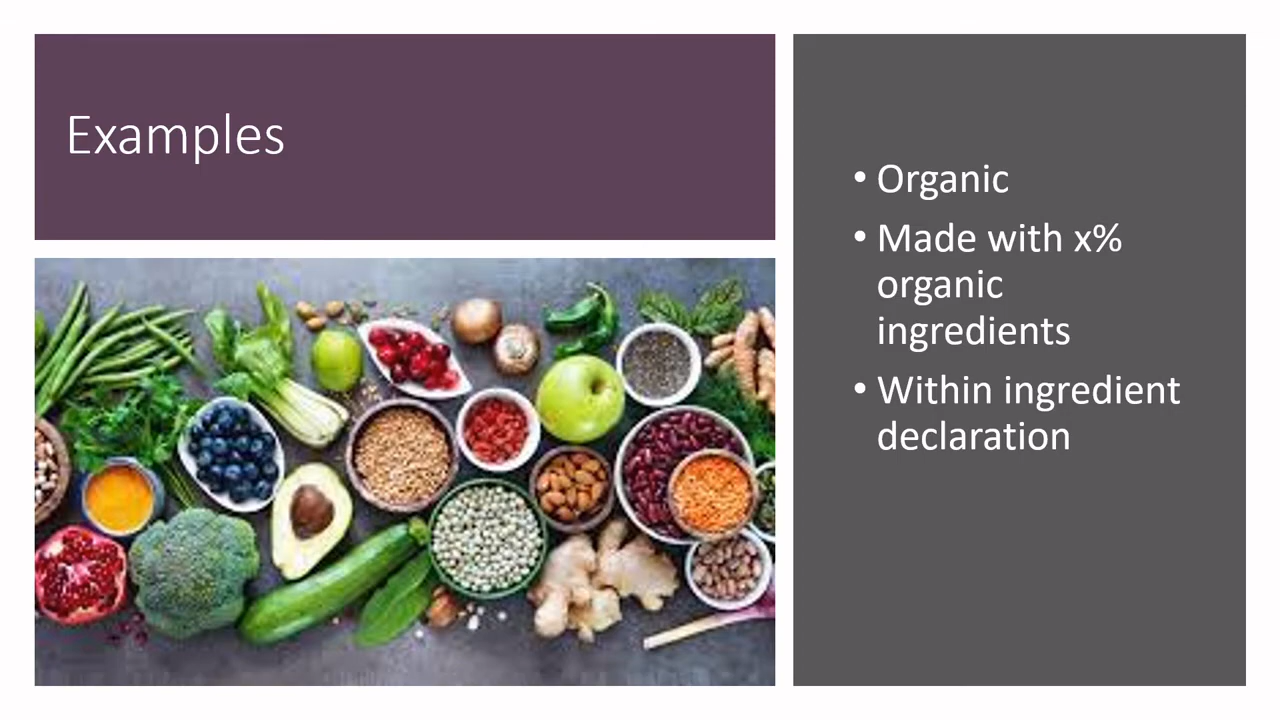 Examples
• Organic
• Made with x%
organic
ingredients
• Within ingredient
declaration